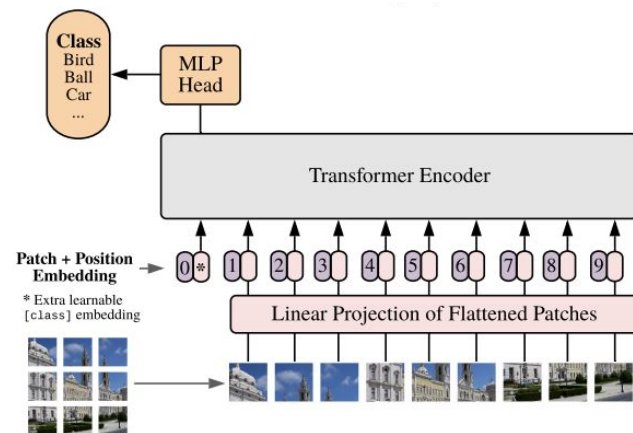 Class
Bird
Ball
Car
...
MLP
Head
Transformer Encoder
Patch + Position
Embedding
0 * 1 2 3 4 5 6 7 8 9
* Extra learnable
[class] embedding
Linear Projection of Flattened Patches